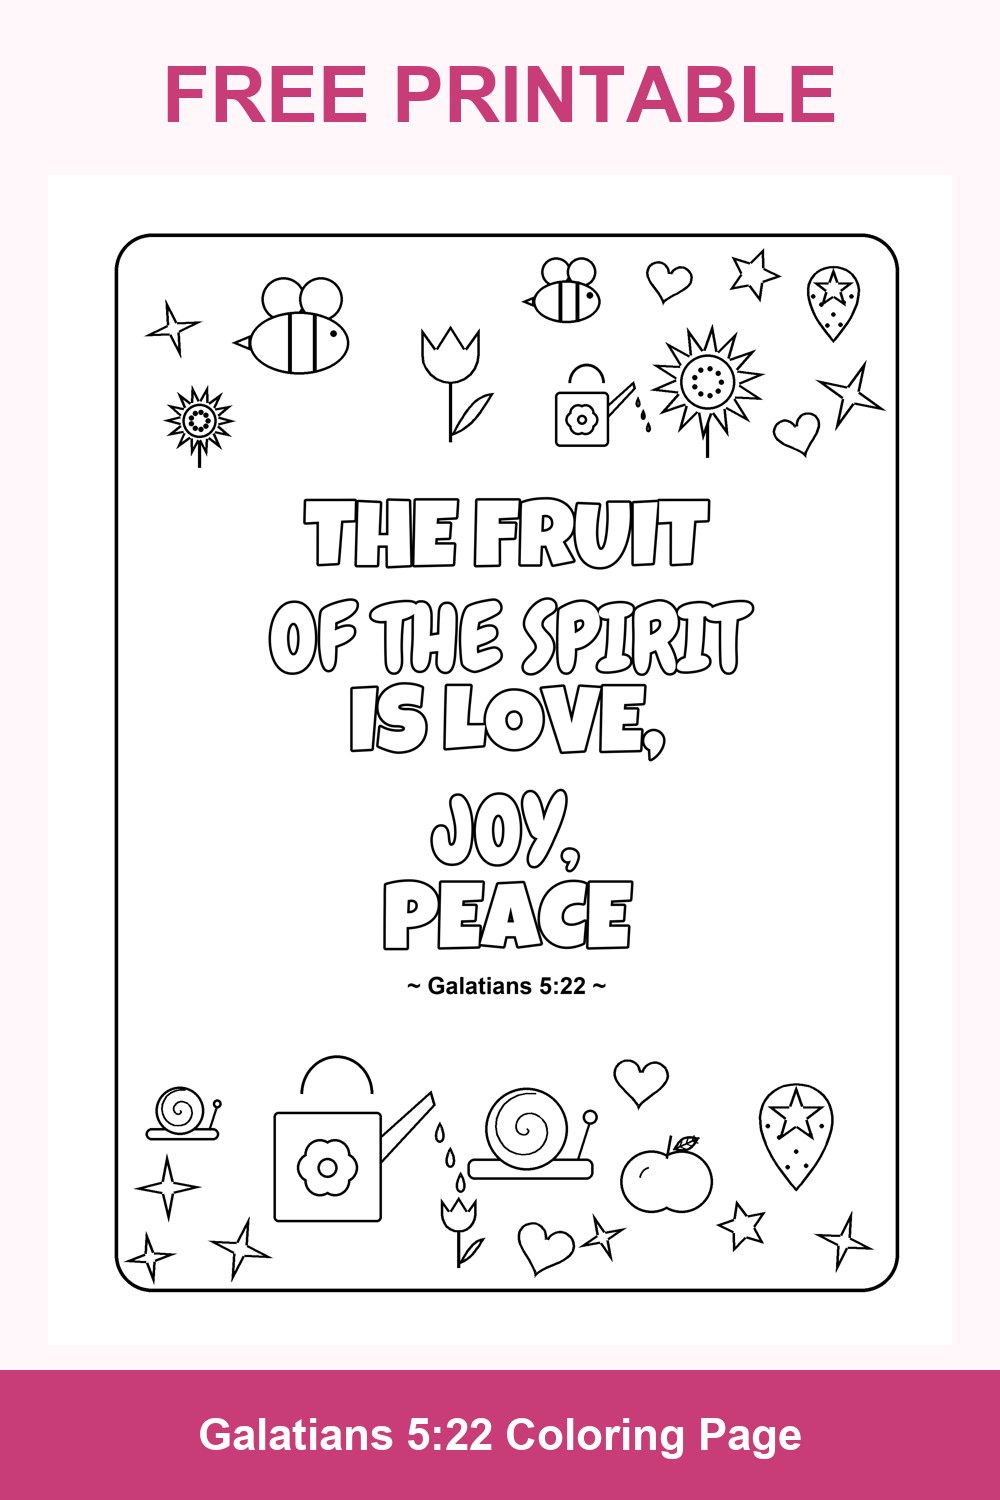 FREE PRINTABLE
THE FRUIT
OF THE SPIRIT
IS LOVE,
JOY,
PEACE
~ Galatians 5:22 ~
Galatians 5:22 Coloring Page